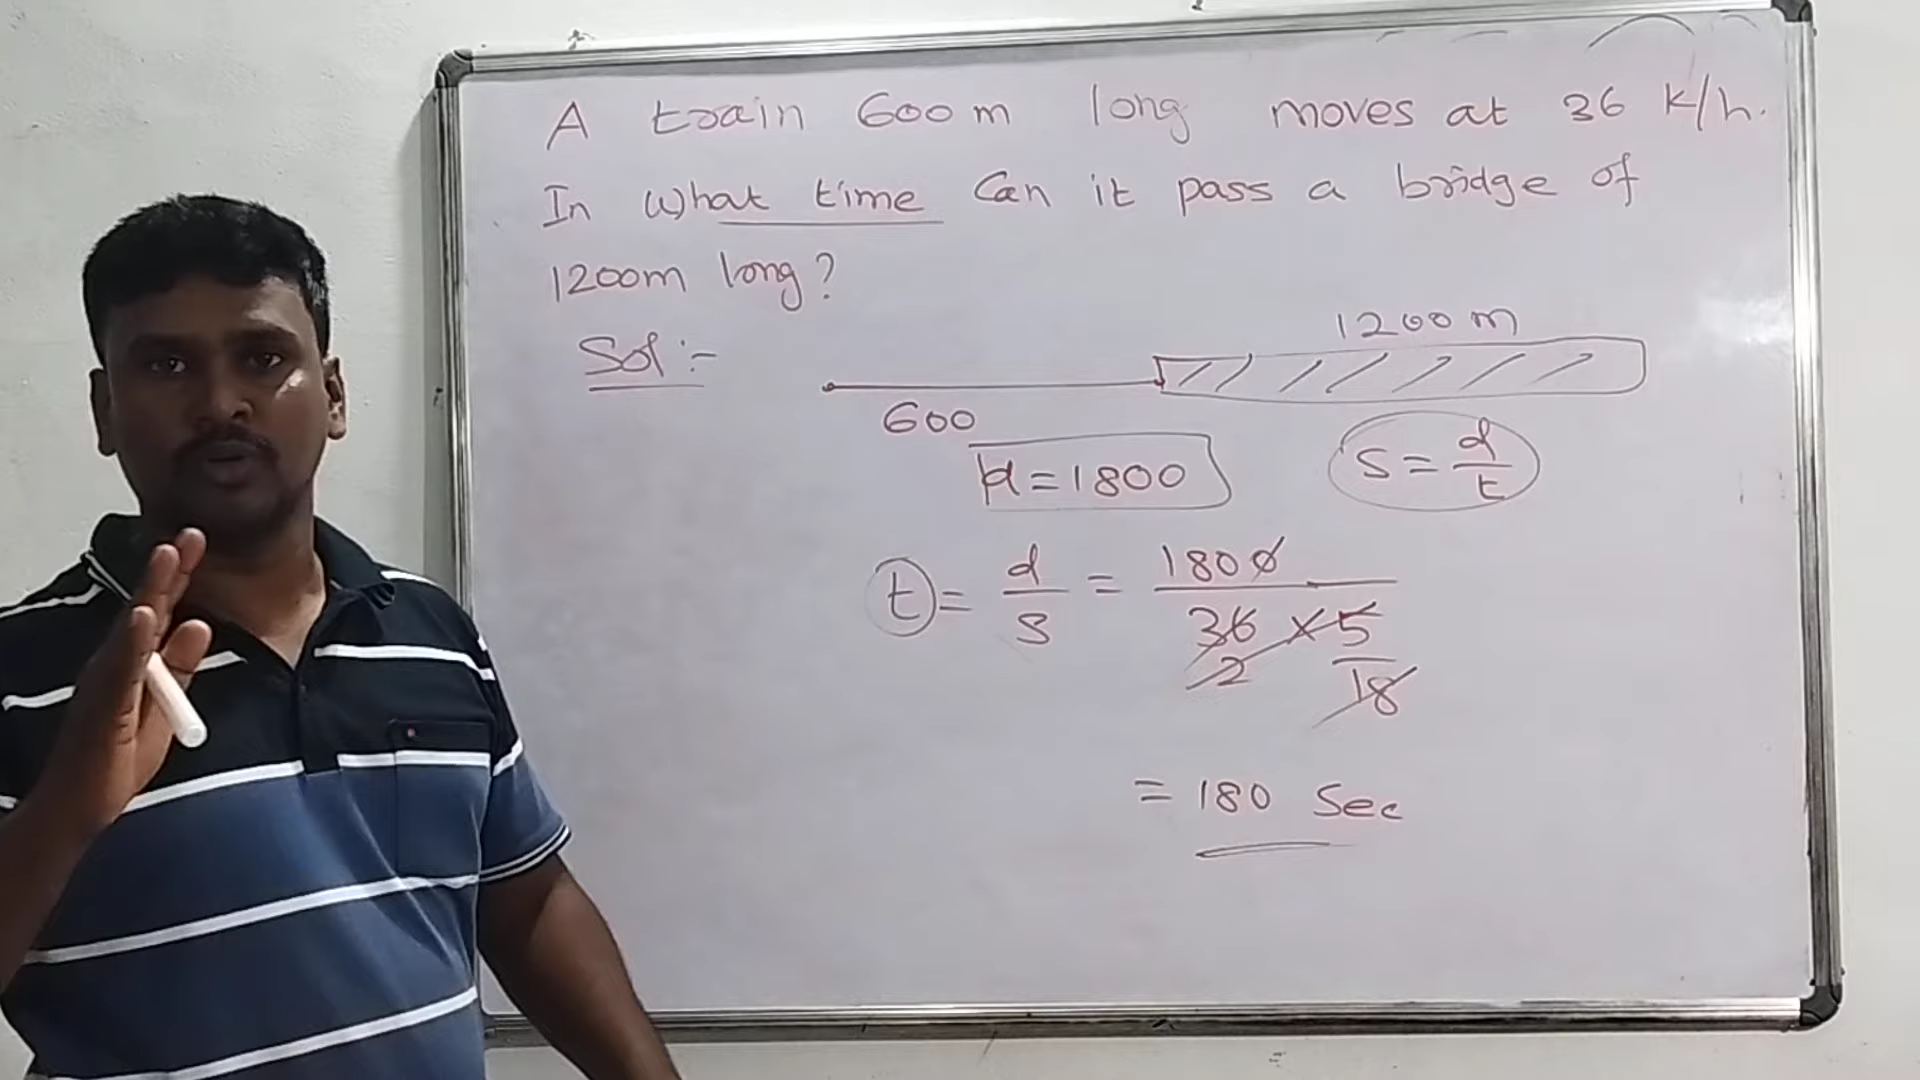 A train 600 m long moves at 36 K/h.
In what time Can it pass a bridge of
1200m long?
Sol :-
1200 m
600
d = 1800
S = d/t
t = d/s = 1800 / 36 × 5/18
2
= 180 Sec